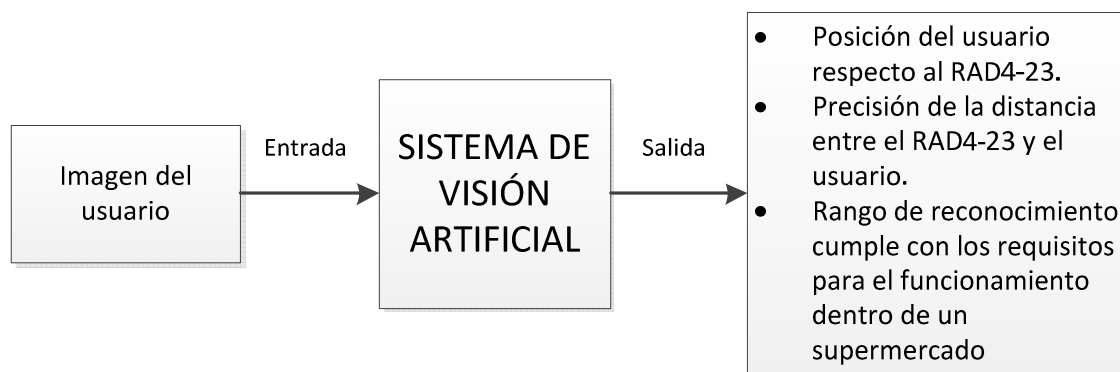 Imagen del
usuario
Entrada
SISTEMA DE
VISIÓN
ARTIFICIAL
Salida
• Posición del usuario
respecto al RAD4-23.
• Precisión de la distancia
entre el RAD4-23 y el
usuario.
• Rango de reconocimiento
cumple con los requisitos
para el funcionamiento
dentro de un
supermercado